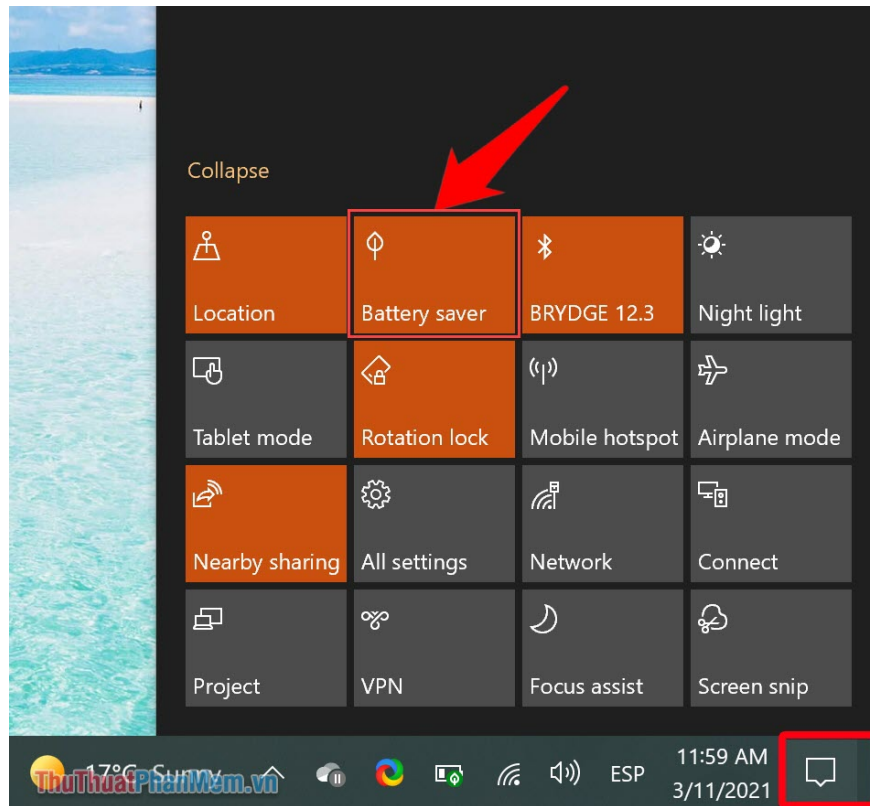 Collapse
Location
Battery saver
BRYDGE 12.3
Night light
Tablet mode
Rotation lock
Mobile hotspot
Airplane mode
Nearby sharing
All settings
Network
Connect
Project
VPN
Focus assist
Screen snip
17°C Sunny
ThuThuatPhanMem.vn
ESP
11:59 AM
3/11/2021